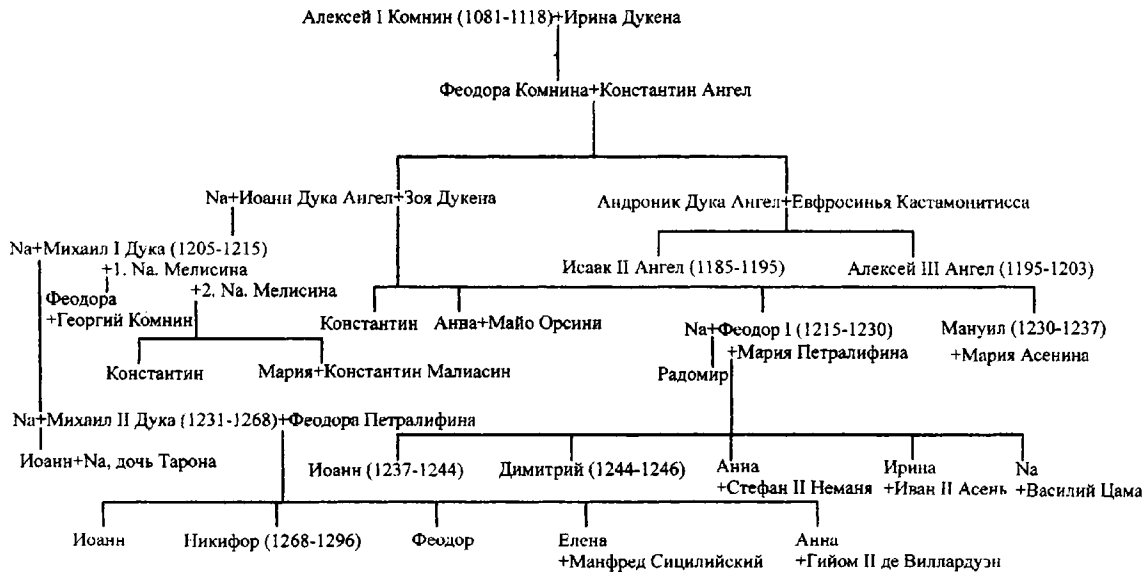 Алексей I Комнин (1081-1118)+Ирина Дукена
Феодора Комнина+Константин Ангел
Na+Иоанн Дука Ангел+Зоя Дукена
Андроник Дука Ангел+Евфросинья Кастамонитисса
Na+Михаил I Дука (1205-1215)
+1. Na. Мелисина
+2. Na. Мелисина
Исаак II Ангел (1185-1195)
Алексей III Ангел (1195-1203)
Феодора
+Георгий Комнин
Константин
Анна+Майо Орсини
Na+Феодор I (1215-1230)
+Мария Петралифина
Мануил (1230-1237)
+Мария Асенина
Константин
Мария+Константин Малиасин
Радомир
Na+Михаил II Дука (1231-1268)+Феодора Петралифина
Иоанн+Na, дочь Тарона
Иоанн (1237-1244)
Димитрий (1244-1246)
Анна
+Стефан II Неманя
Ирина
+Иван II Асень
Na
+Василий Цама
Иоанн
Никифор (1268-1296)
Феодор
Елена
+Манфред Сицилийский
Анна
+Гийом II де Виллардуэн